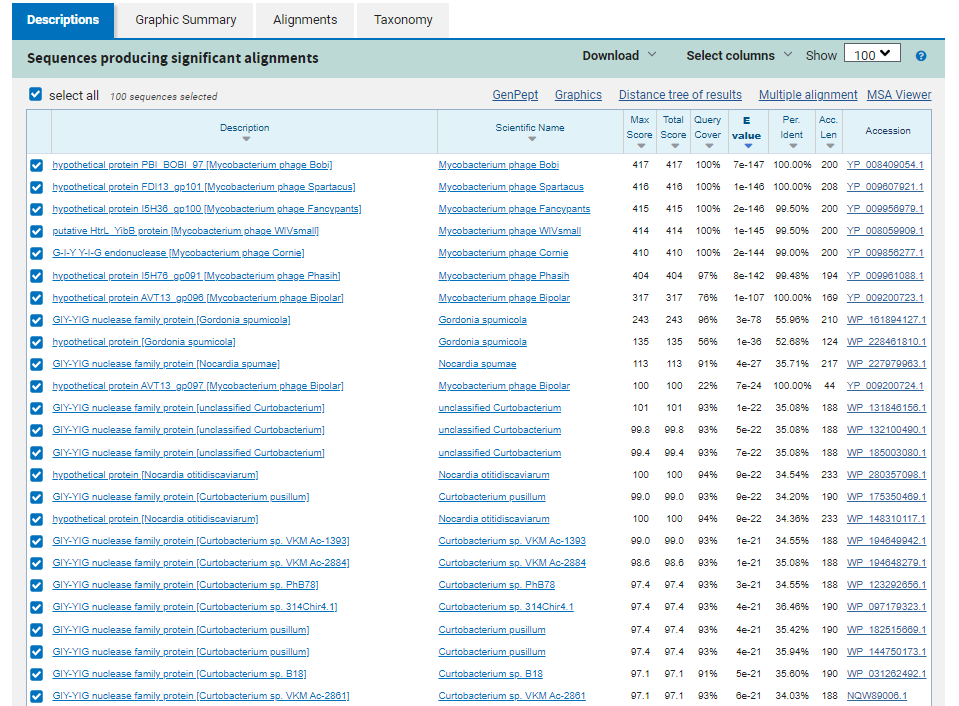 Descriptions Graphic Summary Alignments Taxonomy
Sequences producing significant alignments Download Select columns Show 100
select all 100 sequences selected GenPept Graphics Distance tree of results Multiple alignment MSA Viewer
Description Scientific Name Max Score Total Score Query Cover E value Per. Ident Acc. Len Accession
hypothetical protein PBI_BOBI_97 [Mycobacterium phage Bobi] Mycobacterium phage Bobi 417 417 100% 7e-147 100.00% 200 YP_008409054.1
hypothetical protein FDI13_gp101 [Mycobacterium phage Spartacus] Mycobacterium phage Spartacus 416 416 100% 1e-146 100.00% 208 YP_009607921.1
hypothetical protein I5H36_gp100 [Mycobacterium phage Fancypants] Mycobacterium phage Fancypants 415 415 100% 2e-146 99.50% 200 YP_009956979.1
putative HtrL_YibB protein [Mycobacterium phage WIVsmall] Mycobacterium phage WIVsmall 414 414 100% 1e-145 99.50% 200 YP_008059909.1
G-I-Y Y-I-G endonuclease [Mycobacterium phage Cornie] Mycobacterium phage Cornie 410 410 100% 2e-144 99.00% 200 YP_009856277.1
hypothetical protein I5H76_gp091 [Mycobacterium phage Phasih] Mycobacterium phage Phasih 404 404 97% 8e-142 99.48% 194 YP_009961088.1
hypothetical protein AVT13_gp096 [Mycobacterium phage Bipolar] Mycobacterium phage Bipolar 317 317 76% 1e-107 100.00% 169 YP_009200723.1
GIY-YIG nuclease family protein [Gordonia spumicola] Gordonia spumicola 243 243 96% 3e-78 55.96% 210 WP_161894127.1
hypothetical protein [Gordonia spumicola] Gordonia spumicola 135 135 56% 1e-36 52.68% 124 WP_228461810.1
GIY-YIG nuclease family protein [Nocardia spumae] Nocardia spumae 113 113 91% 4e-27 35.71% 217 WP_227979963.1
hypothetical protein AVT13_gp097 [Mycobacterium phage Bipolar] Mycobacterium phage Bipolar 100 100 22% 7e-24 100.00% 44 YP_009200724.1
GIY-YIG nuclease family protein [unclassified Curtobacterium] unclassified Curtobacterium 101 101 93% 1e-22 35.08% 188 WP_131846156.1
GIY-YIG nuclease family protein [unclassified Curtobacterium] unclassified Curtobacterium 99.8 99.8 93% 5e-22 35.08% 188 WP_132100490.1
GIY-YIG nuclease family protein [unclassified Curtobacterium] unclassified Curtobacterium 99.4 99.4 93% 7e-22 35.08% 188 WP_185003080.1
hypothetical protein [Nocardia otitidiscaviarum] Nocardia otitidiscaviarum 100 100 94% 9e-22 34.54% 233 WP_280357098.1
GIY-YIG nuclease family protein [Curtobacterium pusillum] Curtobacterium pusillum 99.0 99.0 93% 9e-22 34.20% 190 WP_175350469.1
hypothetical protein [Nocardia otitidiscaviarum] Nocardia otitidiscaviarum 100 100 94% 9e-22 34.36% 233 WP_148310117.1
GIY-YIG nuclease family protein [Curtobacterium sp. VKM Ac-1393] Curtobacterium sp. VKM Ac-1393 99.0 99.0 93% 1e-21 34.55% 188 WP_194649942.1
GIY-YIG nuclease family protein [Curtobacterium sp. VKM Ac-2884] Curtobacterium sp. VKM Ac-2884 98.6 98.6 93% 1e-21 35.08% 188 WP_194648279.1
GIY-YIG nuclease family protein [Curtobacterium sp. PhB78] Curtobacterium sp. PhB78 97.4 97.4 93% 3e-21 34.55% 188 WP_123292656.1
GIY-YIG nuclease family protein [Curtobacterium sp. 314Chir4.1] Curtobacterium sp. 314Chir4.1 97.4 97.4 93% 4e-21 36.46% 190 WP_097179323.1
GIY-YIG nuclease family protein [Curtobacterium pusillum] Curtobacterium pusillum 97.4 97.4 93% 4e-21 35.42% 190 WP_182515669.1
GIY-YIG nuclease family protein [Curtobacterium pusillum] Curtobacterium pusillum 97.4 97.4 93% 4e-21 35.94% 190 WP_144750173.1
GIY-YIG nuclease family protein [Curtobacterium sp. B18] Curtobacterium sp. B18 97.1 97.1 91% 5e-21 35.60% 190 WP_031262492.1
GIY-YIG nuclease family protein [Curtobacterium sp. VKM Ac-2861] Curtobacterium sp. VKM Ac-2861 97.1 97.1 93% 6e-21 34.03% 188 NQW89006.1